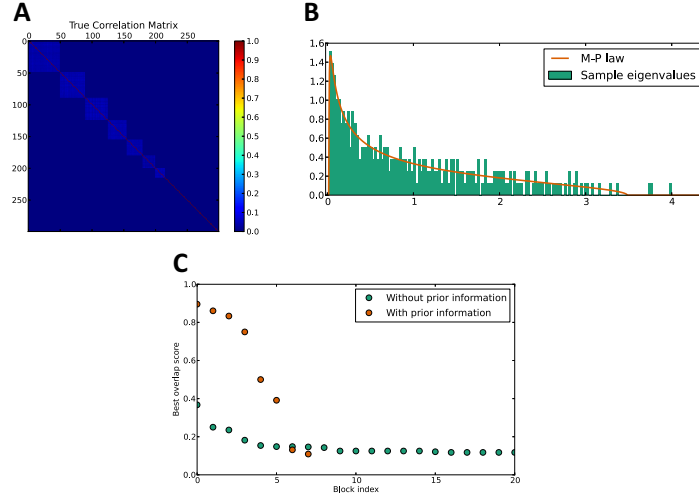 A
True Correlation Matrix
0 50 100 150 200 250
0
50
100
150
200
250
1.0
0.9
0.8
0.7
0.6
0.5
0.4
0.3
0.2
0.1
0.0
B
1.6
1.4
1.2
1.0
0.8
0.6
0.4
0.2
0.0
0 1 2 3 4
M-P law
Sample eigenvalues
C
Best overlap score
1.0
0.8
0.6
0.4
0.2
0.0
0 5 10 15 20
Block index
Without prior information
With prior information